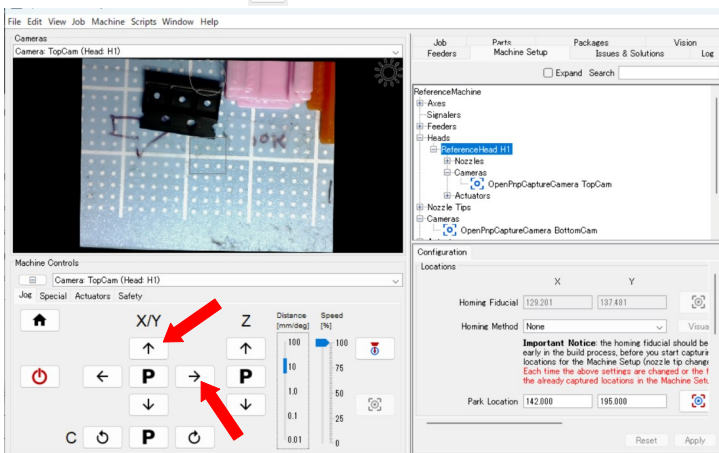 File Edit View Job Machine Scripts Window Help
Cameras
Camera: TopCam (Head: H1)
10K
Machine Controls
Camera: TopCam (Head: H1)
Jog Special Actuators Safety
X/Y Z Distance [mm/deg] Speed [%]
100 100
10 75
P P
1.0 50
0.1 25
C P 0.01 0
Job Parts Packages Vision
Feeders Machine Setup Issues & Solutions Log
Expand Search
ReferenceMachine
Axes
Signalers
Feeders
Heads
ReferenceHead H1
Nozzles
Cameras
OpenPnpCaptureCamera TopCam
Actuators
Nozzle Tips
Cameras
OpenPnpCaptureCamera BottomCam
Configuration
Locations
X Y
Homing Fiducial 129.201 137.481
Homing Method None Visua
Important Notice: the homing fiducial should be
early in the build process, before you start capturin
locations for the Machine Setup (nozzle tip change
Each time the above settings are changed or the f
the already captured locations in the Machine Setu
Park Location 142.000 195.000
Reset Apply